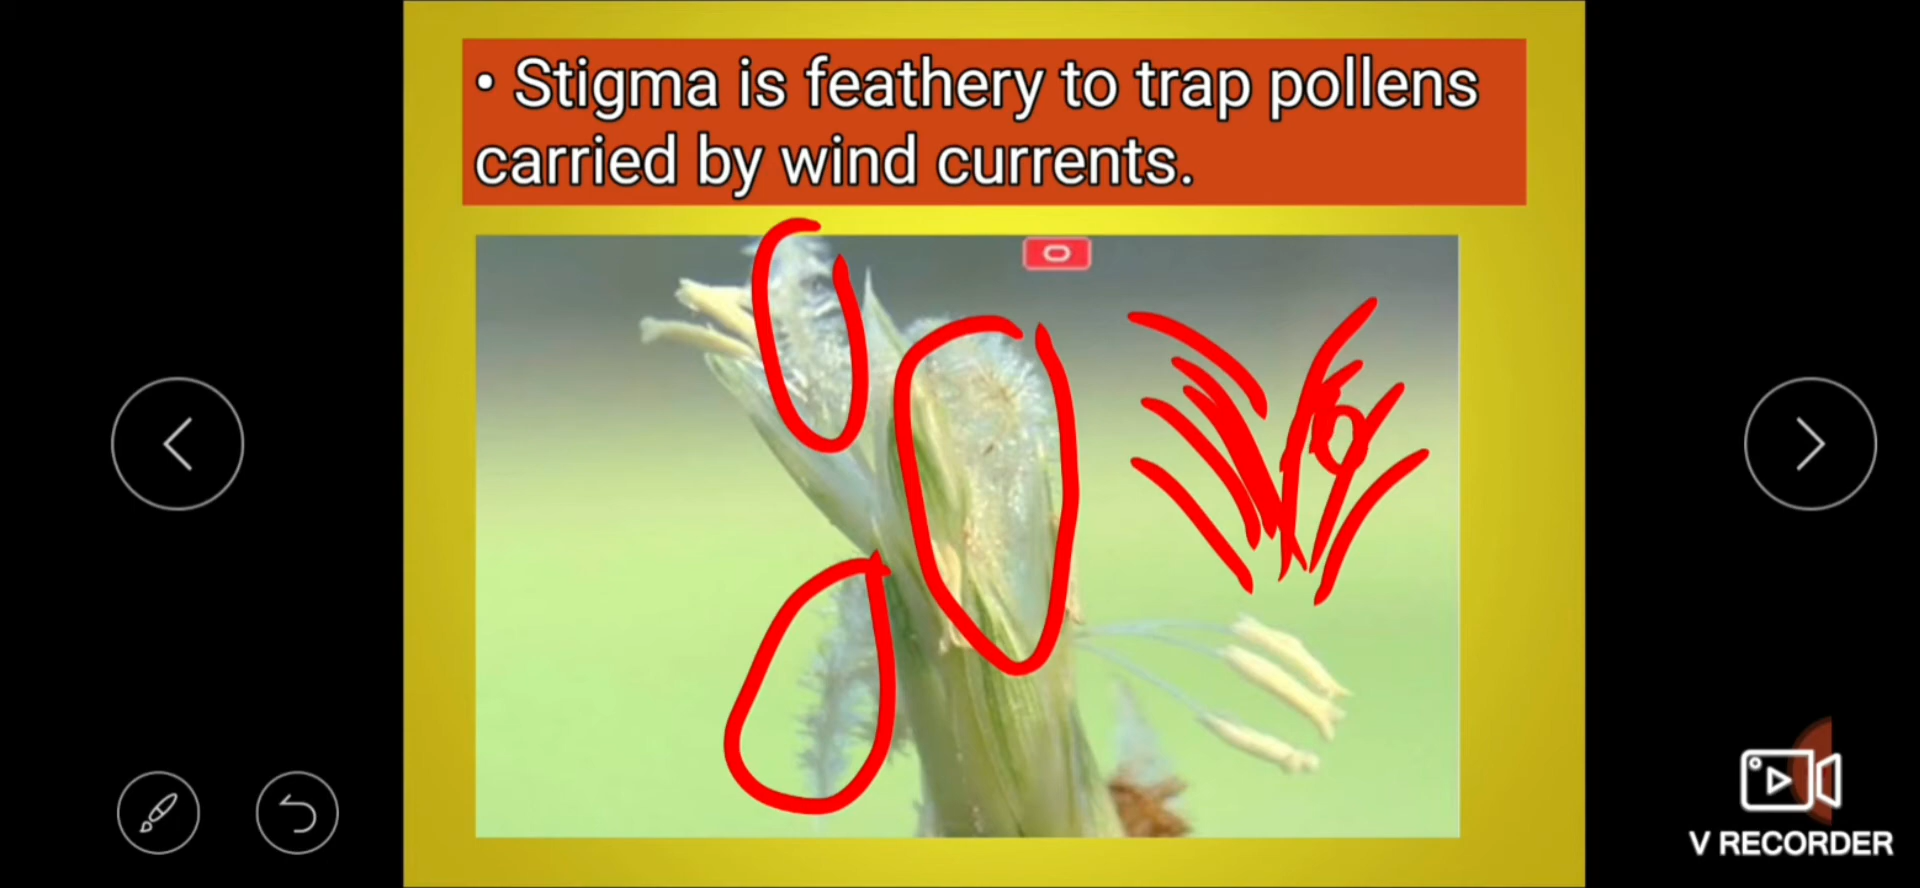 • Stigma is feathery to trap pollens
carried by wind currents.
V RECORDER